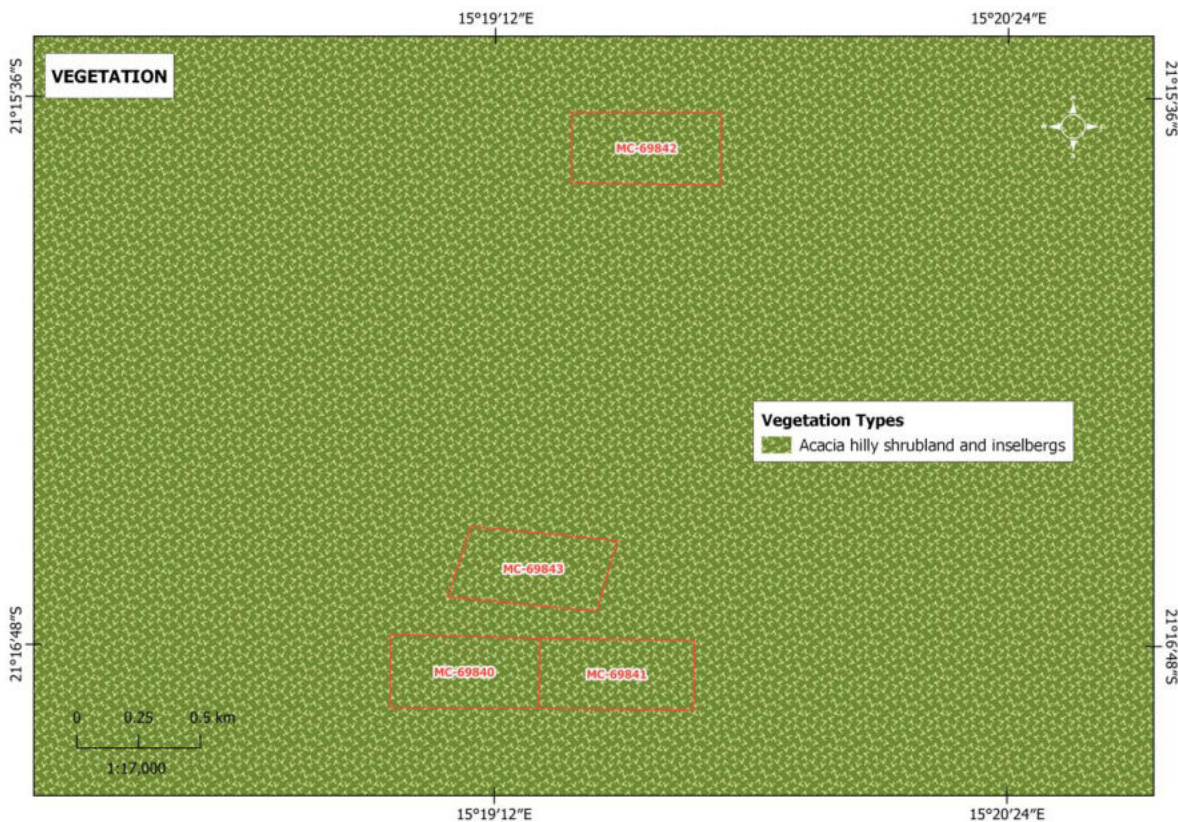 15°19'12"E 15°20'24"E
VEGETATION
21°15'36"S
21°15'36"S
MC-69842
Vegetation Types
Acacia hilly shrubland and inselbergs
MC-69843
21°16'48"S
21°16'48"S
MC-69840 MC-69841
0 0.25 0.5 km
1:17,000
15°19'12"E 15°20'24"E